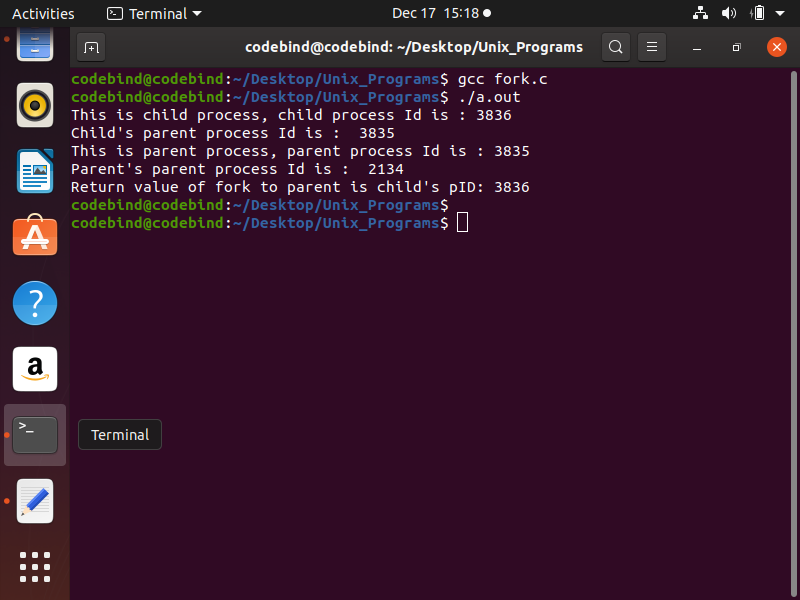 Activities Terminal Dec 17 15:18
codebind@codebind: ~/Desktop/Unix_Programs
codebind@codebind:~/Desktop/Unix_Programs$ gcc fork.c
codebind@codebind:~/Desktop/Unix_Programs$ ./a.out
This is child process, child process Id is : 3836
Child's parent process Id is :  3835
This is parent process, parent process Id is : 3835
Parent's parent process Id is :  2134
Return value of fork to parent is child's pID: 3836
codebind@codebind:~/Desktop/Unix_Programs$
codebind@codebind:~/Desktop/Unix_Programs$
?
a
>_
Terminal